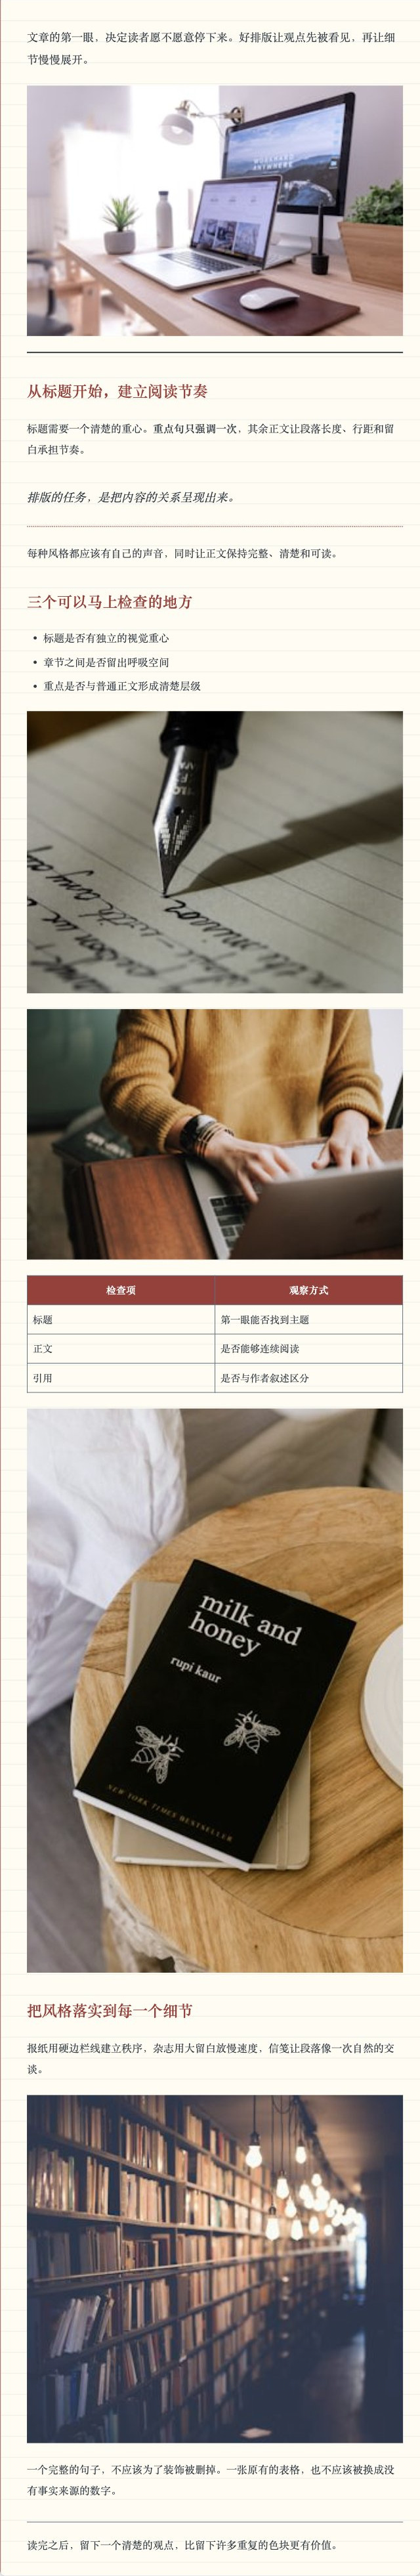 文章的第一眼，决定读者愿不愿意停下来。好排版让观点先被看见，再让细
节慢慢展开。
从标题开始，建立阅读节奏
标题需要一个清楚的重心。重点句只强调一次，其余正文让段落长度、行距和留
白承担节奏。
排版的任务，是把内容的关系呈现出来。
每种风格都应该有自己的声音，同时让正文保持完整、清楚和可读。
三个可以马上检查的地方
• 标题是否有独立的视觉重心
• 章节之间是否留出呼吸空间
• 重点是否与普通正文形成清楚层级
检查项 观察方式
标题 第一眼能否找到主题
正文 是否能够连续阅读
引用 是否与作者叙述区分
milk and
honey
rupi kaur
NEW YORK TIMES BESTSELLER
把风格落实到每一个细节
报纸用硬边栏线建立秩序，杂志用大留白放慢速度，信笺让段落像一次自然的交
谈。
一个完整的句子，不应该为了装饰被删掉。一张原有的表格，也不应该被换成没
有事实来源的数字。
读完之后，留下一个清楚的观点，比留下许多重复的色块更有价值。